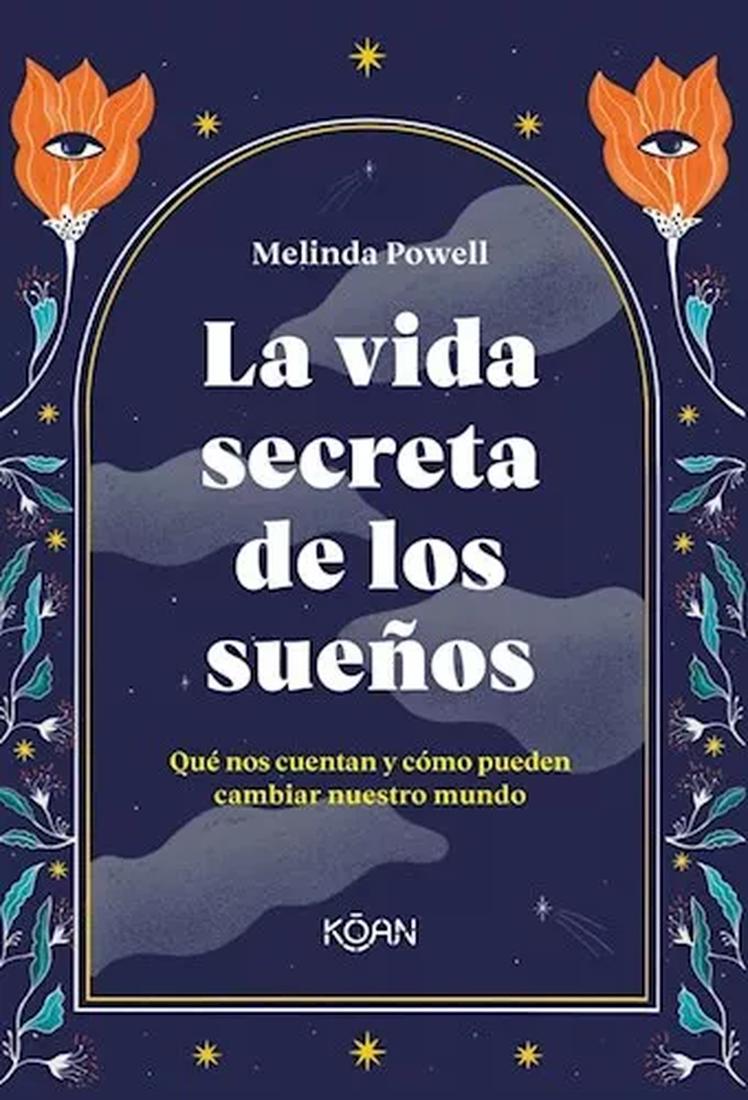 Melinda Powell
La vida
secreta
de los
sueños
Qué nos cuentan y cómo pueden
cambiar nuestro mundo
KŌAN